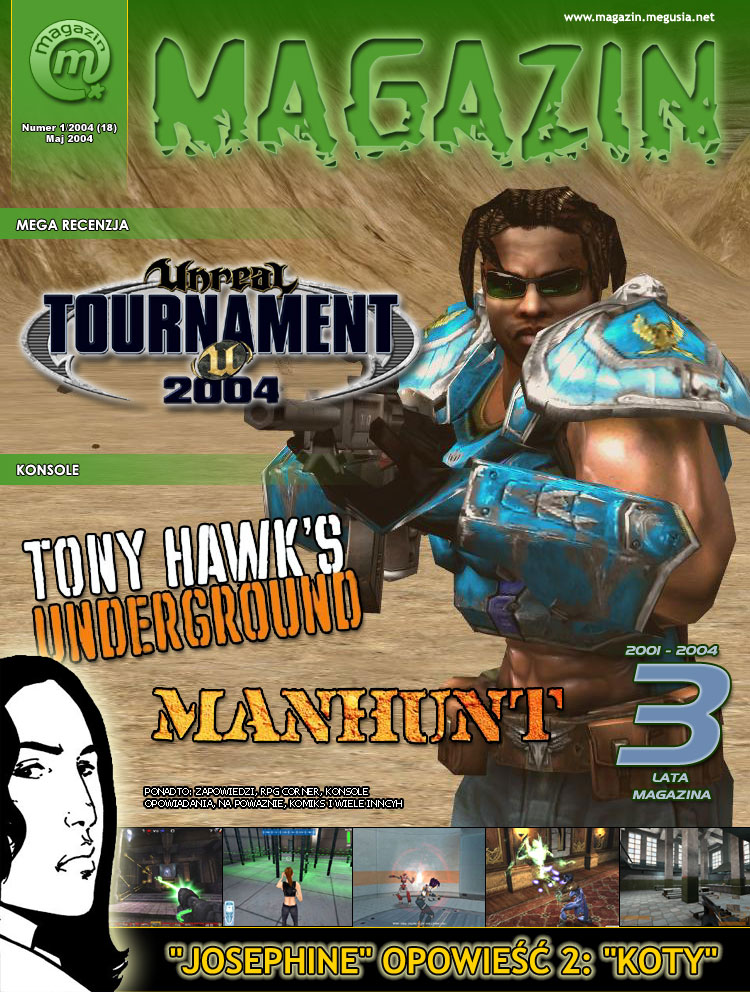 www.magazin.megusia.net
magazin
m
MAGAZIN
Numer 1/2004 (18)
Maj 2004
MEGA RECENZJA
Unreal
TOURNAMENT
U
2004
KONSOLE
TONY HAWK'S
UNDERGROUND
MANHUNT
2001 - 2004
3
LATA
MAGAZINA
PONADTO: ZAPOWIEDZI, RPG CORNER, KONSOLE
OPOWIADANIA, NA POWAZNIE, KOMIKS I WIELE INNCYH
"JOSEPHINE" OPOWIEŚĆ 2: "KOTY"